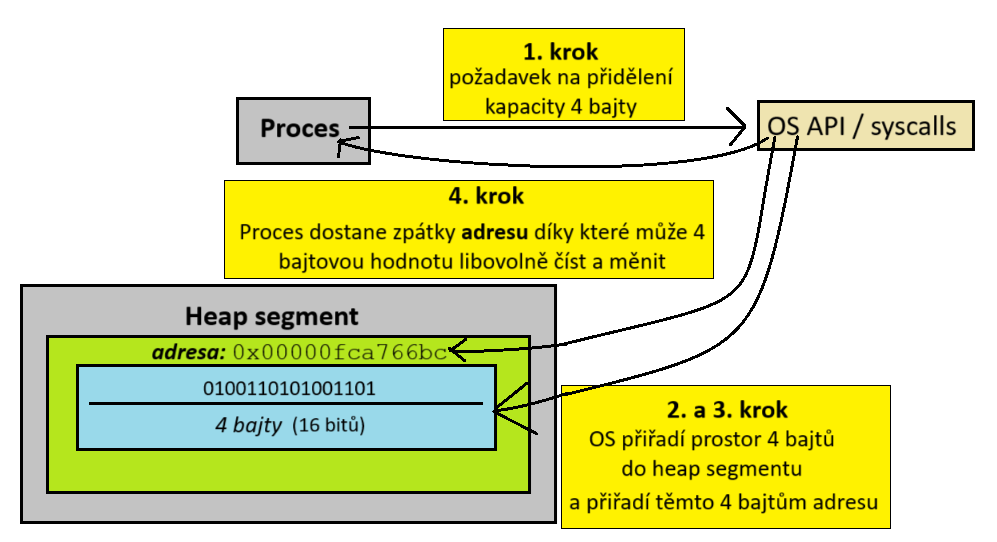 1. krok
požadavek na přidělení
kapacity 4 bajty
Proces
OS API / syscalls
4. krok
Proces dostane zpátky adresu díky které může 4
bajtovou hodnotu libovolně číst a měnit
Heap segment
adresa: 0x00000fca766bc
0100110101001101
4 bajty (16 bitů)
2. a 3. krok
OS přiřadí prostor 4 bajtů
do heap segmentu
a přiřadí těmto 4 bajtům adresu